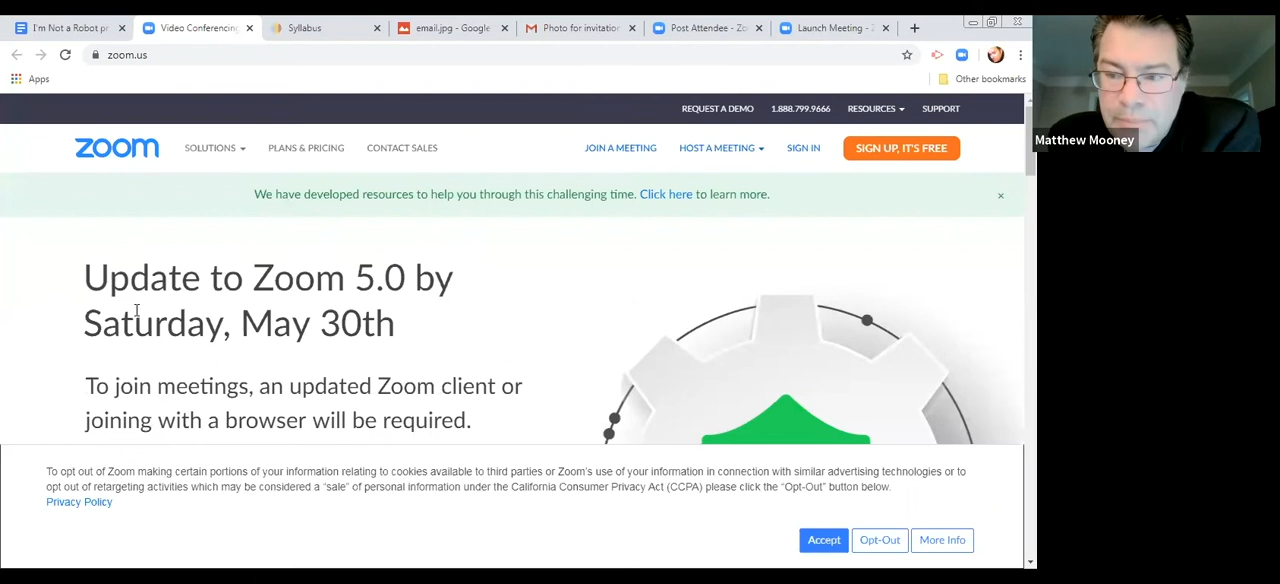 I'm Not a Robot pr
Video Conferencing
Syllabus
email.jpg - Google
Photo for invitation
Post Attendee - Zo
Launch Meeting - Z
zoom.us
Apps
Other bookmarks
REQUEST A DEMO 1.888.799.9666 RESOURCES SUPPORT
zoom SOLUTIONS PLANS & PRICING CONTACT SALES JOIN A MEETING HOST A MEETING SIGN IN SIGN UP, IT'S FREE
We have developed resources to help you through this challenging time. Click here to learn more.
Update to Zoom 5.0 by
Saturday, May 30th
To join meetings, an updated Zoom client or
joining with a browser will be required.
To opt out of Zoom making certain portions of your information relating to cookies available to third parties or Zoom's use of your information in connection with similar advertising technologies or to
opt out of retargeting activities which may be considered a "sale" of personal information under the California Consumer Privacy Act (CCPA) please click the "Opt-Out" button below.
Privacy Policy
Accept Opt-Out More Info
Matthew Mooney